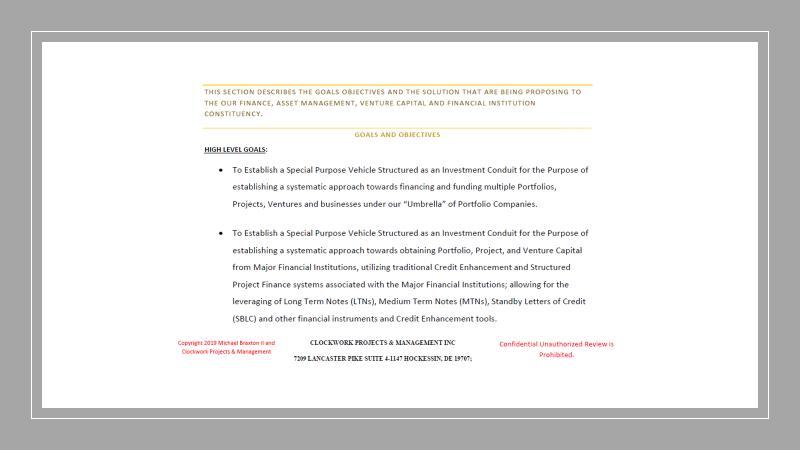 THIS SECTION DESCRIBES THE GOALS OBJECTIVES AND THE SOLUTION THAT ARE BEING PROPOSING TO
THE OUR FINANCE, ASSET MANAGEMENT, VENTURE CAPITAL AND FINANCIAL INSTITUTION
CONSTITUENCY.
GOALS AND OBJECTIVES
HIGH LEVEL GOALS:
• To Establish a Special Purpose Vehicle Structured as an Investment Conduit for the Purpose of
establishing a systematic approach towards financing and funding multiple Portfolios,
Projects, Ventures and businesses under our “Umbrella” of Portfolio Companies.
• To Establish a Special Purpose Vehicle Structured as an Investment Conduit for the Purpose of
establishing a systematic approach towards obtaining Portfolio, Project, and Venture Capital
from Major Financial Institutions, utilizing traditional Credit Enhancement and Structured
Project Finance systems associated with the Major Financial Institutions; allowing for the
leveraging of Long Term Notes (LTNs), Medium Term Notes (MTNs), Standby Letters of Credit
(SBLC) and other financial instruments and Credit Enhancement tools.
Copyright 2019 Michael Braxton II and
Clockwork Projects & Management
CLOCKWORK PROJECTS & MANAGEMENT INC
7209 LANCASTER PIKE SUITE 4-1147 HOCKESSIN, DE 19707;
Confidential Unauthorized Review is
Prohibited.